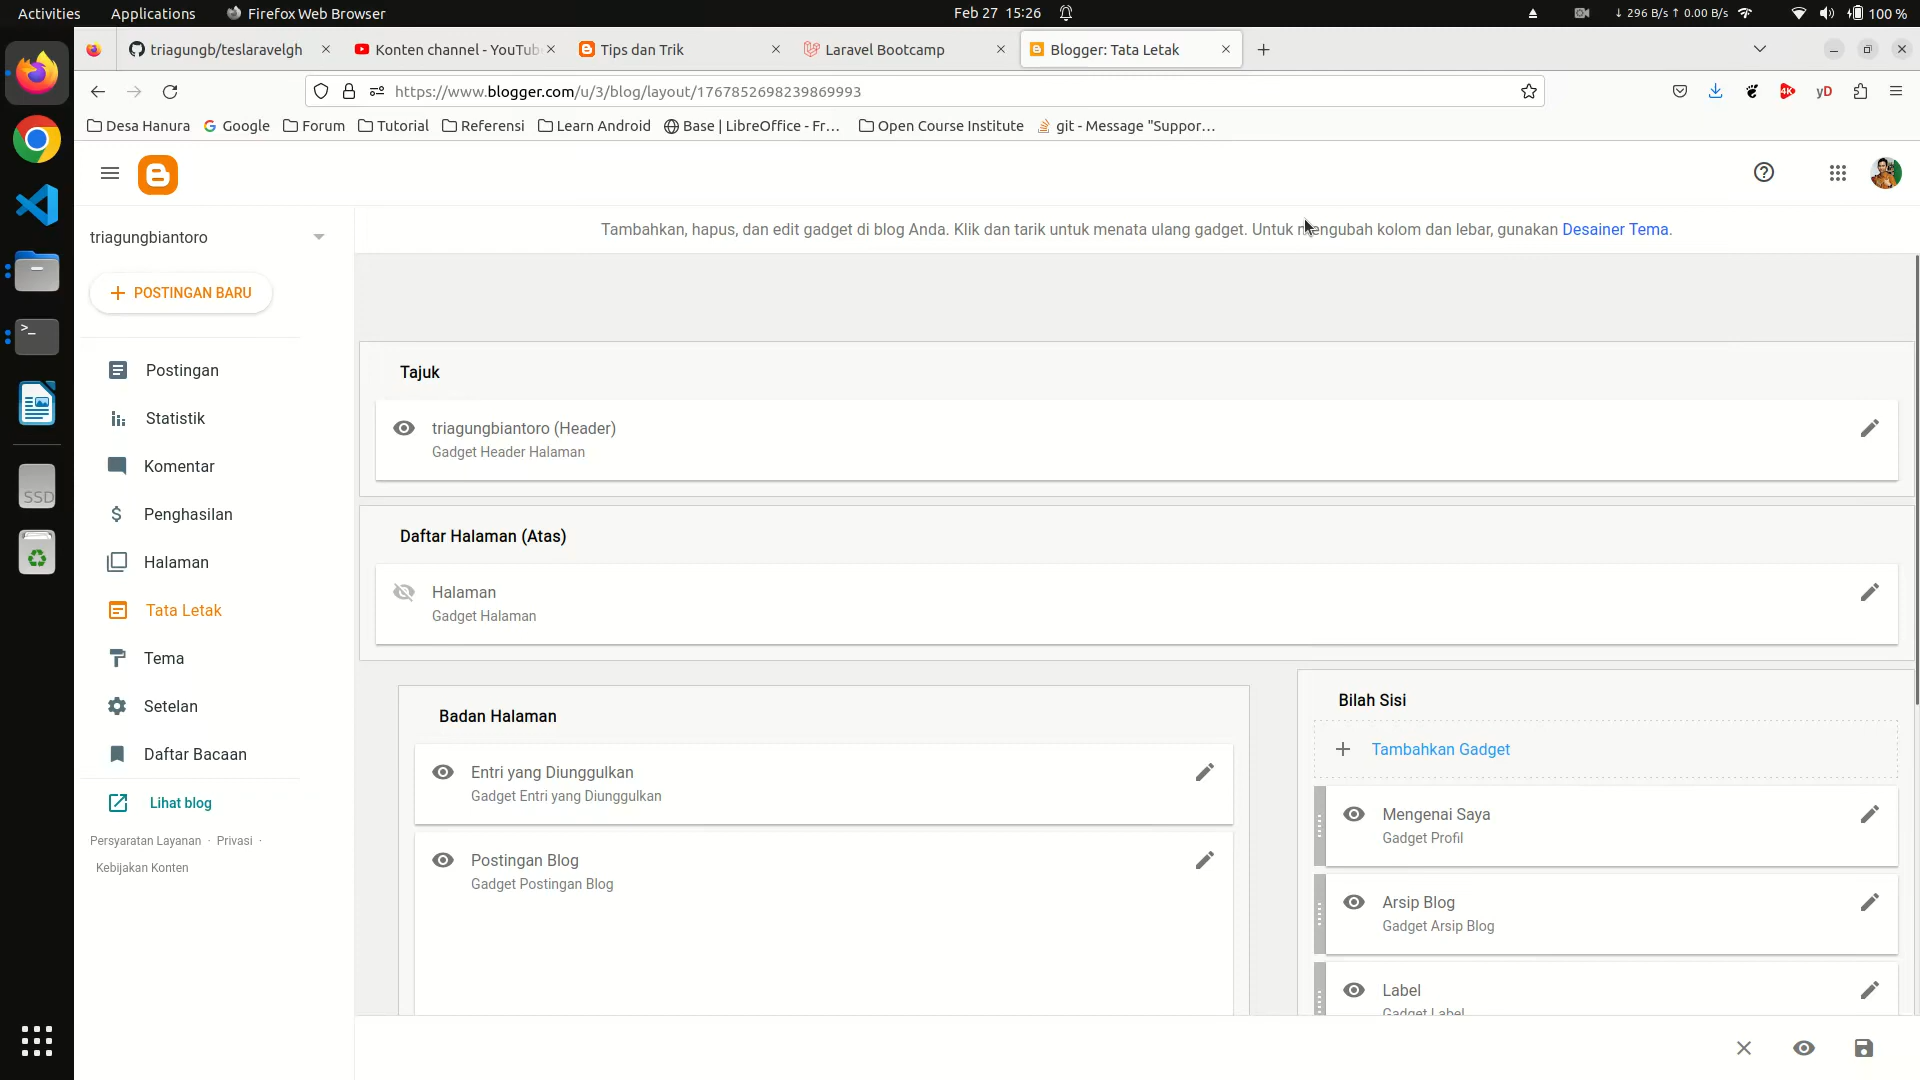 Activities
Applications
Firefox Web Browser
Feb 27 15:26
↓ 296 B/s ↑ 0.00 B/s
100 %
triagungb/teslaravelgh
Konten channel - YouTub
Tips dan Trik
Laravel Bootcamp
Blogger: Tata Letak
https://www.blogger.com/u/3/blog/layout/1767852698239869993
4K
yD
Desa Hanura
Google
Forum
Tutorial
Referensi
Learn Android
Base | LibreOffice - Fr…
Open Course Institute
git - Message "Suppor…
triagungbiantoro
POSTINGAN BARU
Postingan
Statistik
Komentar
Penghasilan
Halaman
Tata Letak
Tema
Setelan
Daftar Bacaan
Lihat blog
Persyaratan Layanan · Privasi ·
Kebijakan Konten
SSD
Tambahkan, hapus, dan edit gadget di blog Anda. Klik dan tarik untuk menata ulang gadget. Untuk mengubah kolom dan lebar, gunakan Desainer Tema.
Tajuk
triagungbiantoro (Header)
Gadget Header Halaman
Daftar Halaman (Atas)
Halaman
Gadget Halaman
Badan Halaman
Entri yang Diunggulkan
Gadget Entri yang Diunggulkan
Postingan Blog
Gadget Postingan Blog
Bilah Sisi
Tambahkan Gadget
Mengenai Saya
Gadget Profil
Arsip Blog
Gadget Arsip Blog
Label
Gadget Label